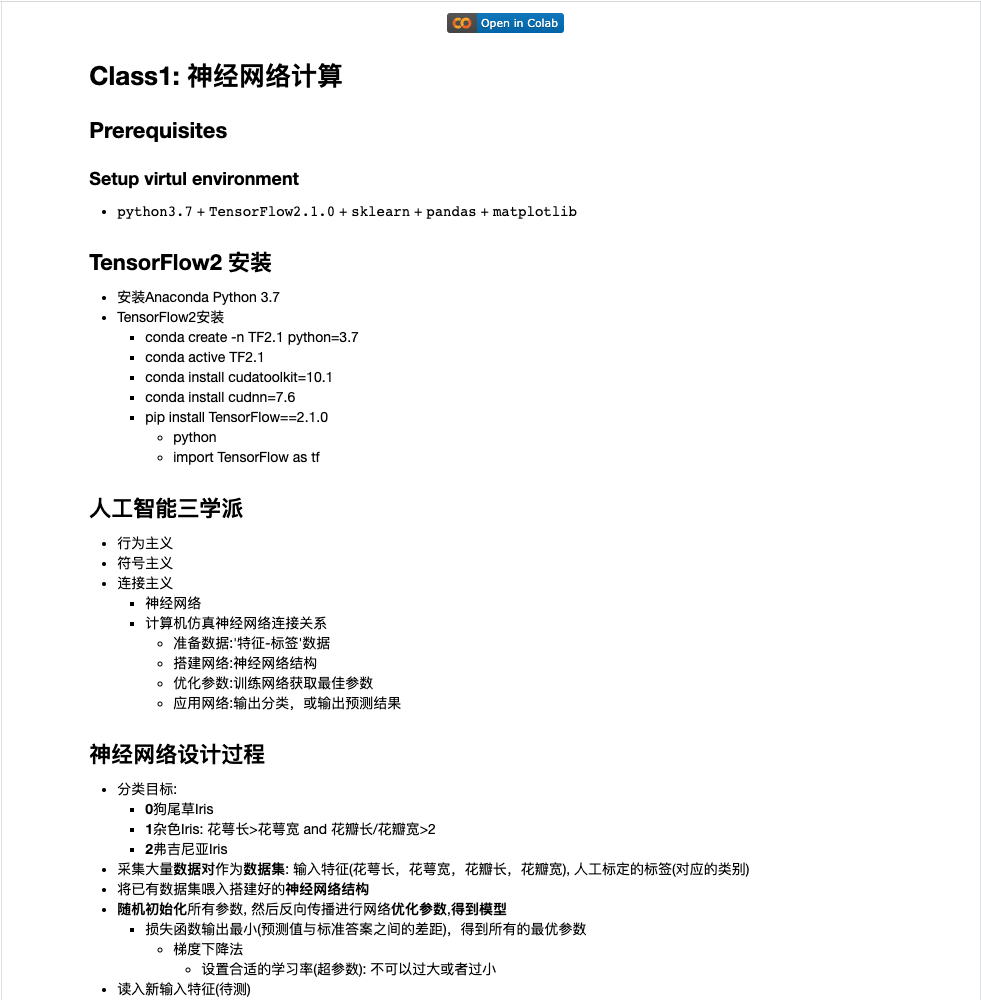 Open in Colab
Class1: 神经网络计算
Prerequisites
Setup virtul environment
python3.7 + TensorFlow2.1.0 + sklearn + pandas + matplotlib
TensorFlow2 安装
安装Anaconda Python 3.7
TensorFlow2安装
conda create -n TF2.1 python=3.7
conda active TF2.1
conda install cudatoolkit=10.1
conda install cudnn=7.6
pip install TensorFlow==2.1.0
python
import TensorFlow as tf
人工智能三学派
行为主义
符号主义
连接主义
神经网络
计算机仿真神经网络连接关系
准备数据:'特征-标签'数据
搭建网络:神经网络结构
优化参数:训练网络获取最佳参数
应用网络:输出分类，或输出预测结果
神经网络设计过程
分类目标:
0狗尾草Iris
1杂色Iris: 花萼长>花萼宽 and 花瓣长/花瓣宽>2
2弗吉尼亚Iris
采集大量数据对作为数据集: 输入特征(花萼长，花萼宽，花瓣长，花瓣宽), 人工标定的标签(对应的类别)
将已有数据集喂入搭建好的神经网络结构
随机初始化所有参数, 然后反向传播进行网络优化参数,得到模型
损失函数输出最小(预测值与标准答案之间的差距)，得到所有的最优参数
梯度下降法
设置合适的学习率(超参数): 不可以过大或者过小
读入新输入特征(待测)